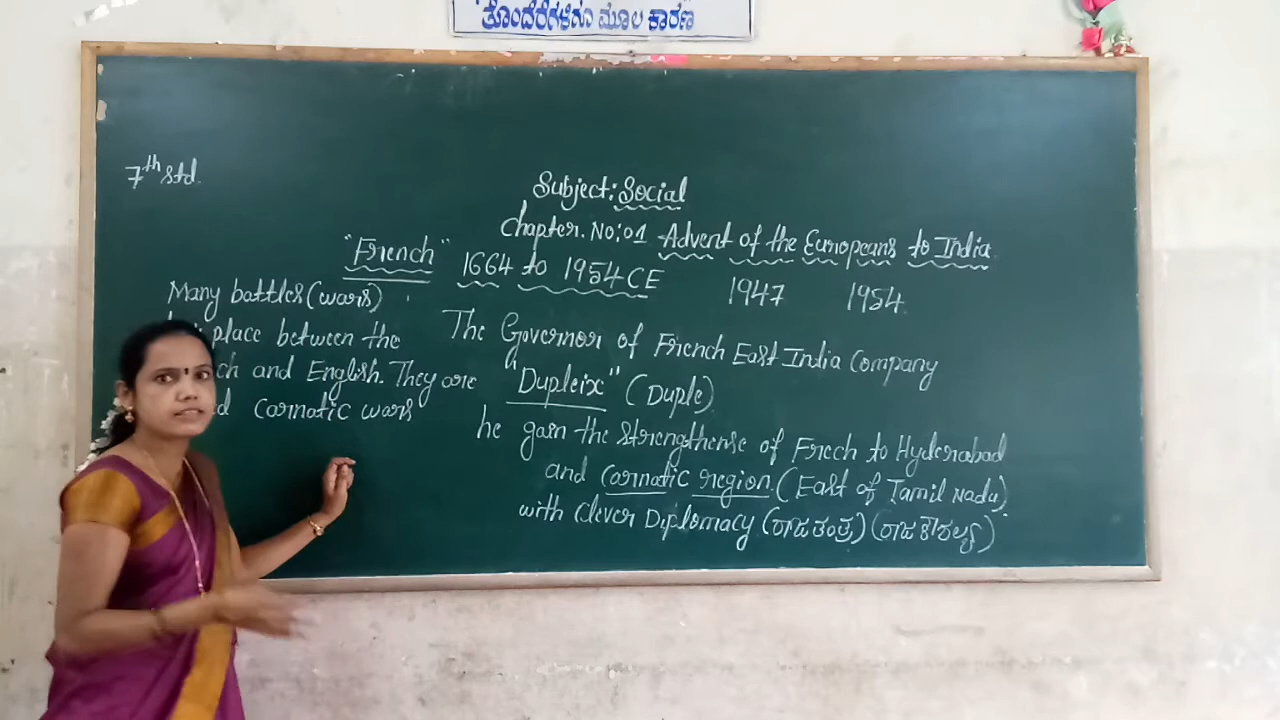 ತೊಂದರೆಗಳಿಗೂ ಮೂಲ ಕಾರಣ"
7th std.
Subject: Social
Chapter. No: 01 Advent of the Europeans to India
"French" 1664 to 1954 CE 1947 1954
Many battles (wars)
place between the
ch and English. They are
d carnatic wars
The Governor of French East India Company
"Dupleix" (Duple)
he gain the strengthense of Frech to Hyderabad
and Carnatic region (East of Tamil Nadu)
with clever Diplomacy (ರಾಜತಂತ್ರ) (ರಾಜಕೌಶಲ್ಯ)